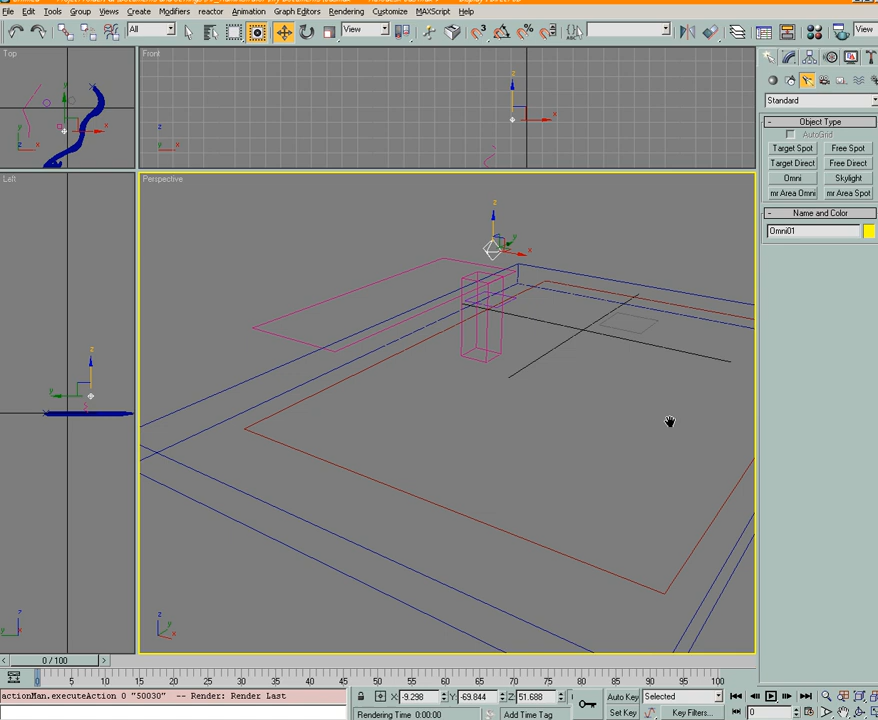 File Edit Tools Group Views Create Modifiers reactor Animation Graph Editors Rendering Customize MAXScript Help
All
View
View
Top
Front
Left
Perspective
Standard
Object Type
AutoGrid
Target Spot Free Spot
Target Direct Free Direct
Omni Skylight
mr Area Omni mr Area Spot
Name and Color
Omni01
0 / 100
0 5 10 15 20 25 30 35 40 45 50 55 60 65 70 75 80 85 90 95 100
actionMan.executeAction 0 "50030" -- Render: Render Last
X: -9.298 Y: -69.844 Z: 51.688
Auto Key Selected
Rendering Time 0:00:00 Add Time Tag
Set Key Key Filters... 0